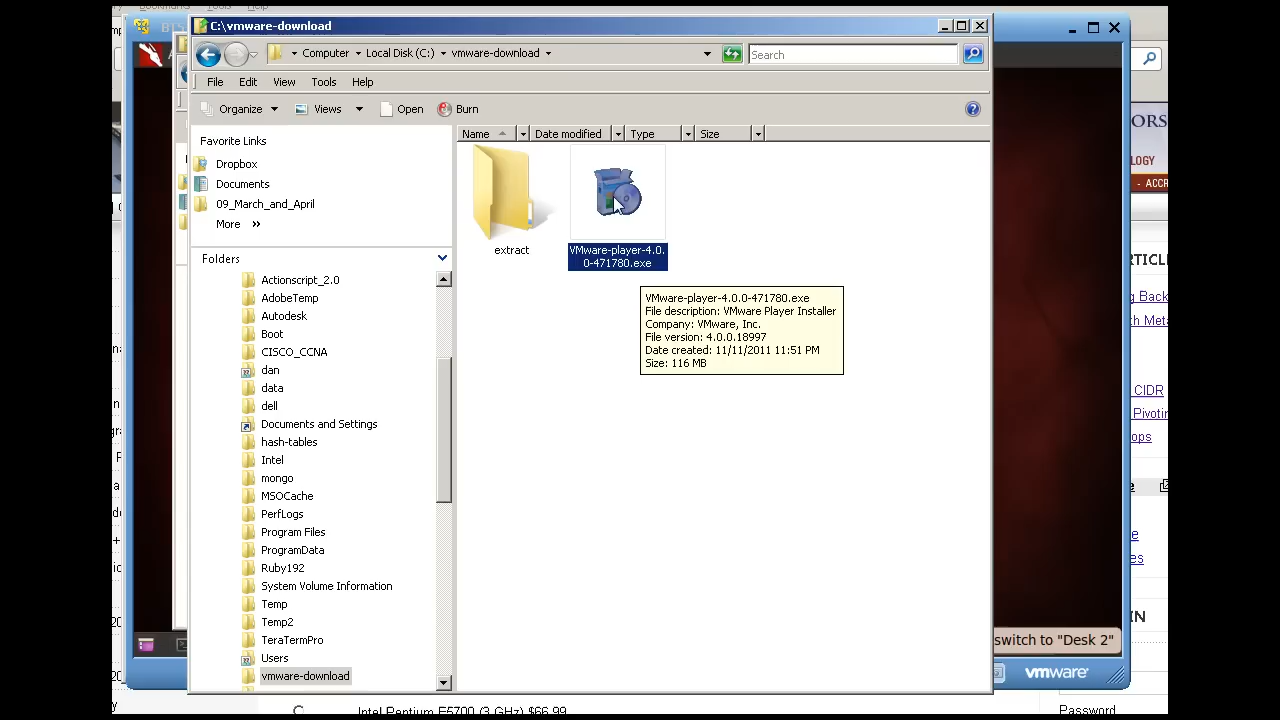 C:\vmware-download
Computer
Local Disk (C:)
vmware-download
Search
File Edit View Tools Help
Organize
Views
Open
Burn
Favorite Links
Dropbox
Documents
09_March_and_April
More »
Folders
Actionscript_2.0
AdobeTemp
Autodesk
Boot
CISCO_CCNA
dan
data
dell
Documents and Settings
hash-tables
Intel
mongo
MSOCache
PerfLogs
Program Files
ProgramData
Ruby192
System Volume Information
Temp
Temp2
TeraTermPro
Users
vmware-download
Name
Date modified
Type
Size
extract
VMware-player-4.0.
0-471780.exe
VMware-player-4.0.0-471780.exe
File description: VMware Player Installer
Company: VMware, Inc.
File version: 4.0.0.18997
Date created: 11/11/2011 11:51 PM
Size: 116 MB
switch to "Desk 2"
vmware
ORS
LOGY
- ACCR
g Back
th Met
CIDR
Pivotin
ops
IN
Password
Intel Pentium E5700 (3 GHz) $66.99